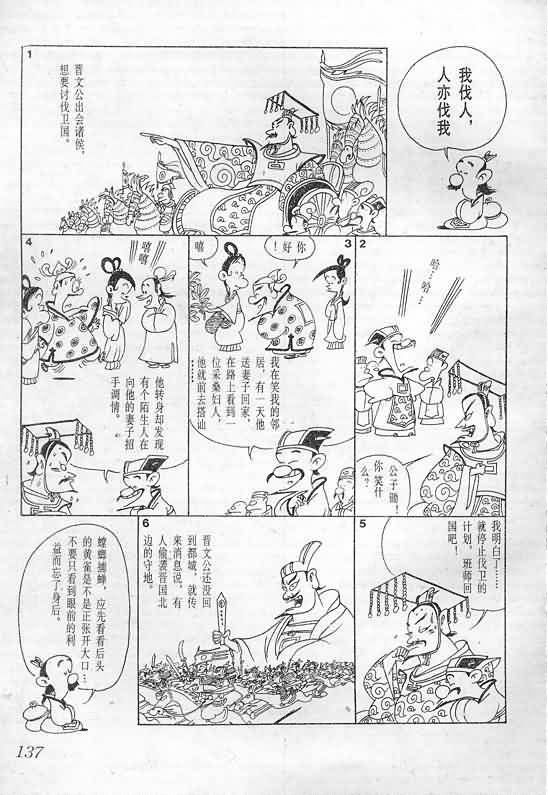 我伐人，
人亦伐我
1
晋文公出会诸侯，
想要讨伐卫国。
2
哈…哈…
公子锄！
你笑什
么？
3
你好！
嘻
我在笑我的邻
居，有一天他
送妻子回家、
在路上看到一
位采桑妇人，
他就前去搭讪
……
4
嘻嘻
他转身却发现
有个陌生人在
向他的妻子招
手调情。
5
我明白了……
就停止伐卫的
计划，班师回
国吧！
6
晋文公还没回
到都城，就传
来消息说，有
人偷袭晋国北
边的守地。
螳螂捕蝉，应先看看后头
的黄雀是不是正张开大口…
不要只看到眼前的利
益而忘了身后。
137